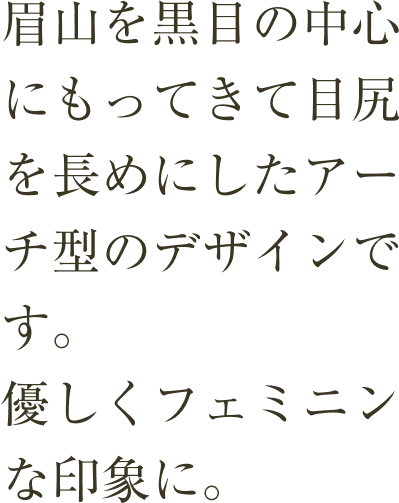 眉山を黒目の中心
にもってきて目尻
を長めにしたアー
チ型のデザインで
す。
優しくフェミニン
な印象に。